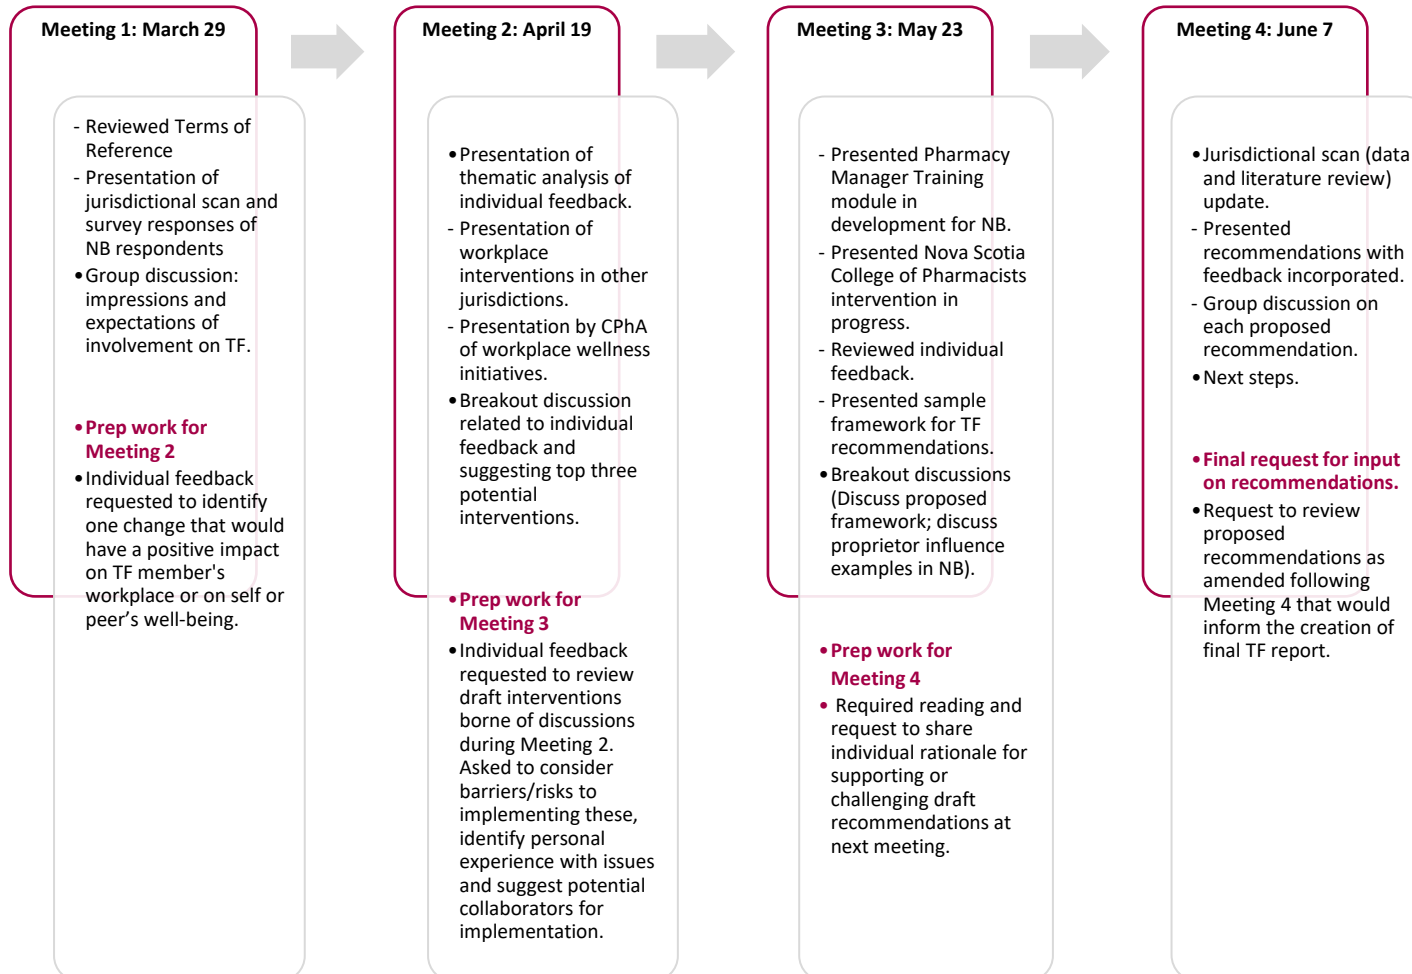 Meeting 1: March 29
- Reviewed Terms of
Reference
- Presentation of
jurisdictional scan and
survey responses of
NB respondents
•Group discussion:
impressions and
expectations of
involvement on TF.
•Prep work for
Meeting 2
•Individual feedback
requested to identify
one change that would
have a positive impact
on TF member's
workplace or on self or
peer’s well-being.
Meeting 2: April 19
•Presentation of
thematic analysis of
individual feedback.
- Presentation of
workplace
interventions in other
jurisdictions.
- Presentation by CPhA
of workplace wellness
initiatives.
•Breakout discussion
related to individual
feedback and
suggesting top three
potential
interventions.
•Prep work for
Meeting 3
•Individual feedback
requested to review
draft interventions
borne of discussions
during Meeting 2.
Asked to consider
barriers/risks to
implementing these,
identify personal
experience with issues
and suggest potential
collaborators for
implementation.
Meeting 3: May 23
- Presented Pharmacy
Manager Training
module in
development for NB.
- Presented Nova Scotia
College of Pharmacists
intervention in
progress.
- Reviewed individual
feedback.
- Presented sample
framework for TF
recommendations.
•Breakout discussions
(Discuss proposed
framework; discuss
proprietor influence
examples in NB).
•Prep work for
Meeting 4
• Required reading and
request to share
individual rationale for
supporting or
challenging draft
recommendations at
next meeting.
Meeting 4: June 7
•Jurisdictional scan (data
and literature review)
update.
- Presented
recommendations with
feedback incorporated.
- Group discussion on
each proposed
recommendation.
•Next steps.
•Final request for input
on recommendations.
•Request to review
proposed
recommendations as
amended following
Meeting 4 that would
inform the creation of
final TF report.